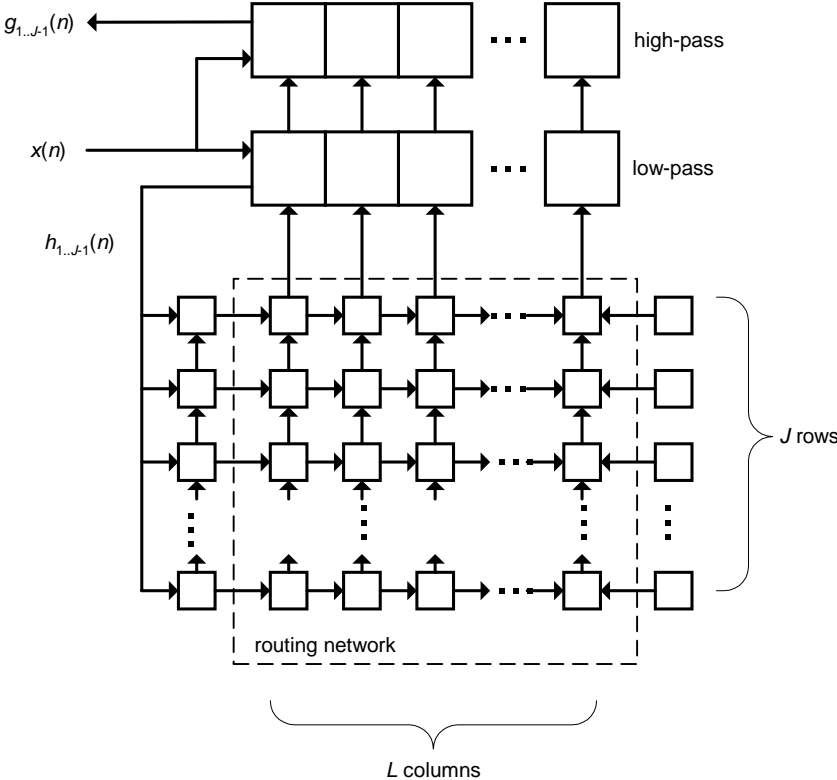 g1..J-1(n)
high-pass
x(n)
low-pass
h1..J-1(n)
J rows
routing network
L columns